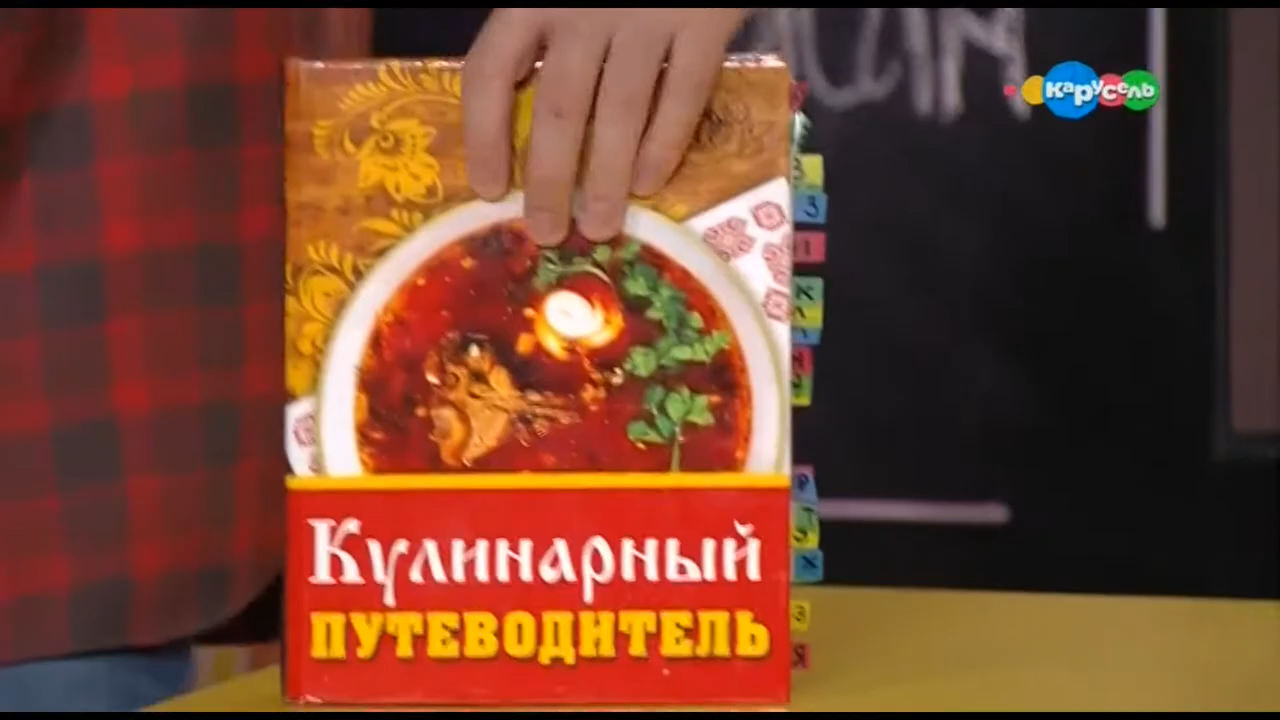 Карусель
З
З
И
К
Л
Р
Т
У
Х
Э
Я
Кулинарный
ПУТЕВОДИТЕЛЬ